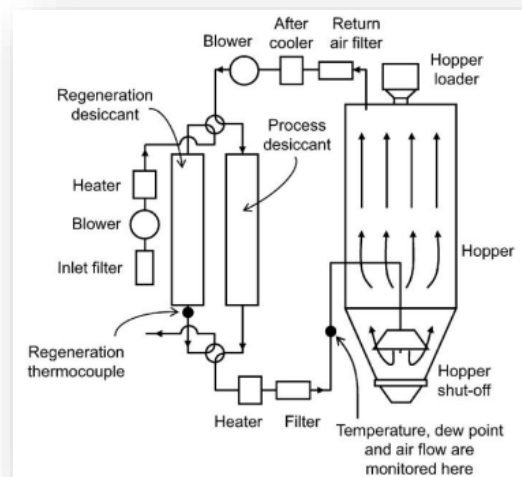 Blower
After
cooler
Return
air filter
Hopper
loader
Regeneration
desiccant
Process
desiccant
Heater
Blower
Inlet filter
Hopper
Regeneration
thermocouple
Hopper
shut-off
Heater
Filter
Temperature, dew point
and air flow are
monitored here